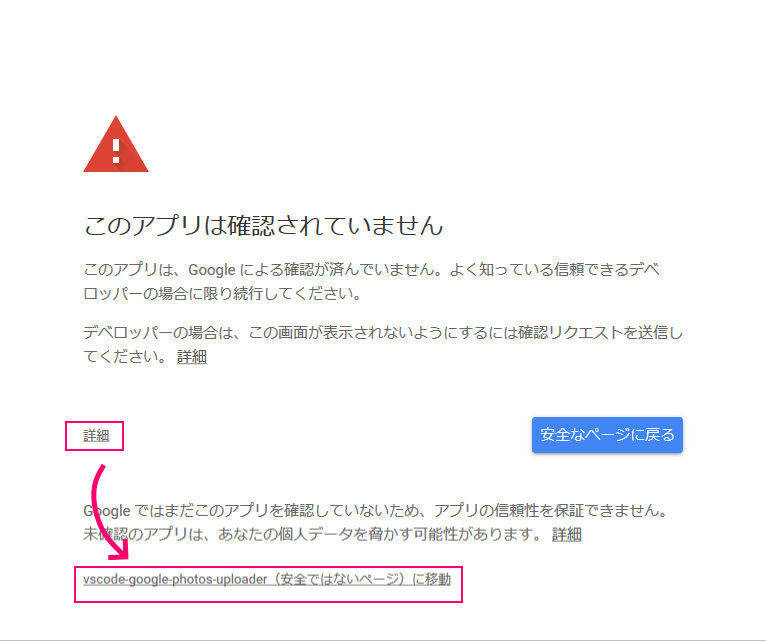 このアプリは確認されていません
このアプリは、Google による確認が済んでいません。よく知っている信頼できるデベ
ロッパーの場合に限り続行してください。
デベロッパーの場合は、この画面が表示されないようにするには確認リクエストを送信し
てください。 詳細
詳細
安全なページに戻る
Google ではまだこのアプリを確認していないため、アプリの信頼性を保証できません。
未確認のアプリは、あなたの個人データを脅かす可能性があります。 詳細
vscode-google-photos-uploader（安全ではないページ）に移動